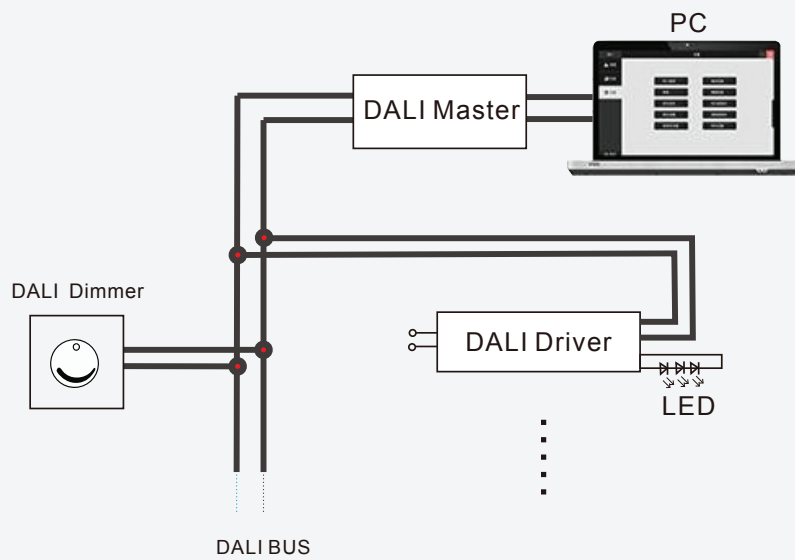 PC
DALI Master
DALI Dimmer
DALI Driver
LED
DALI BUS